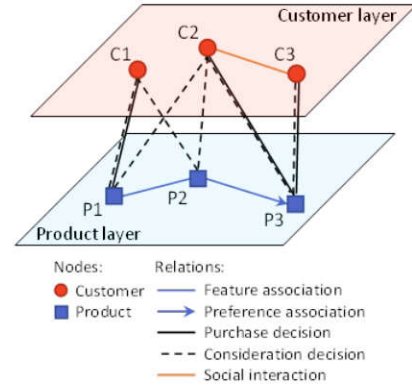 Customer layer
C1
C2
C3
P1
P2
P3
Product layer
Nodes:
Customer
Product
Relations:
Feature association
Preference association
Purchase decision
Consideration decision
Social interaction